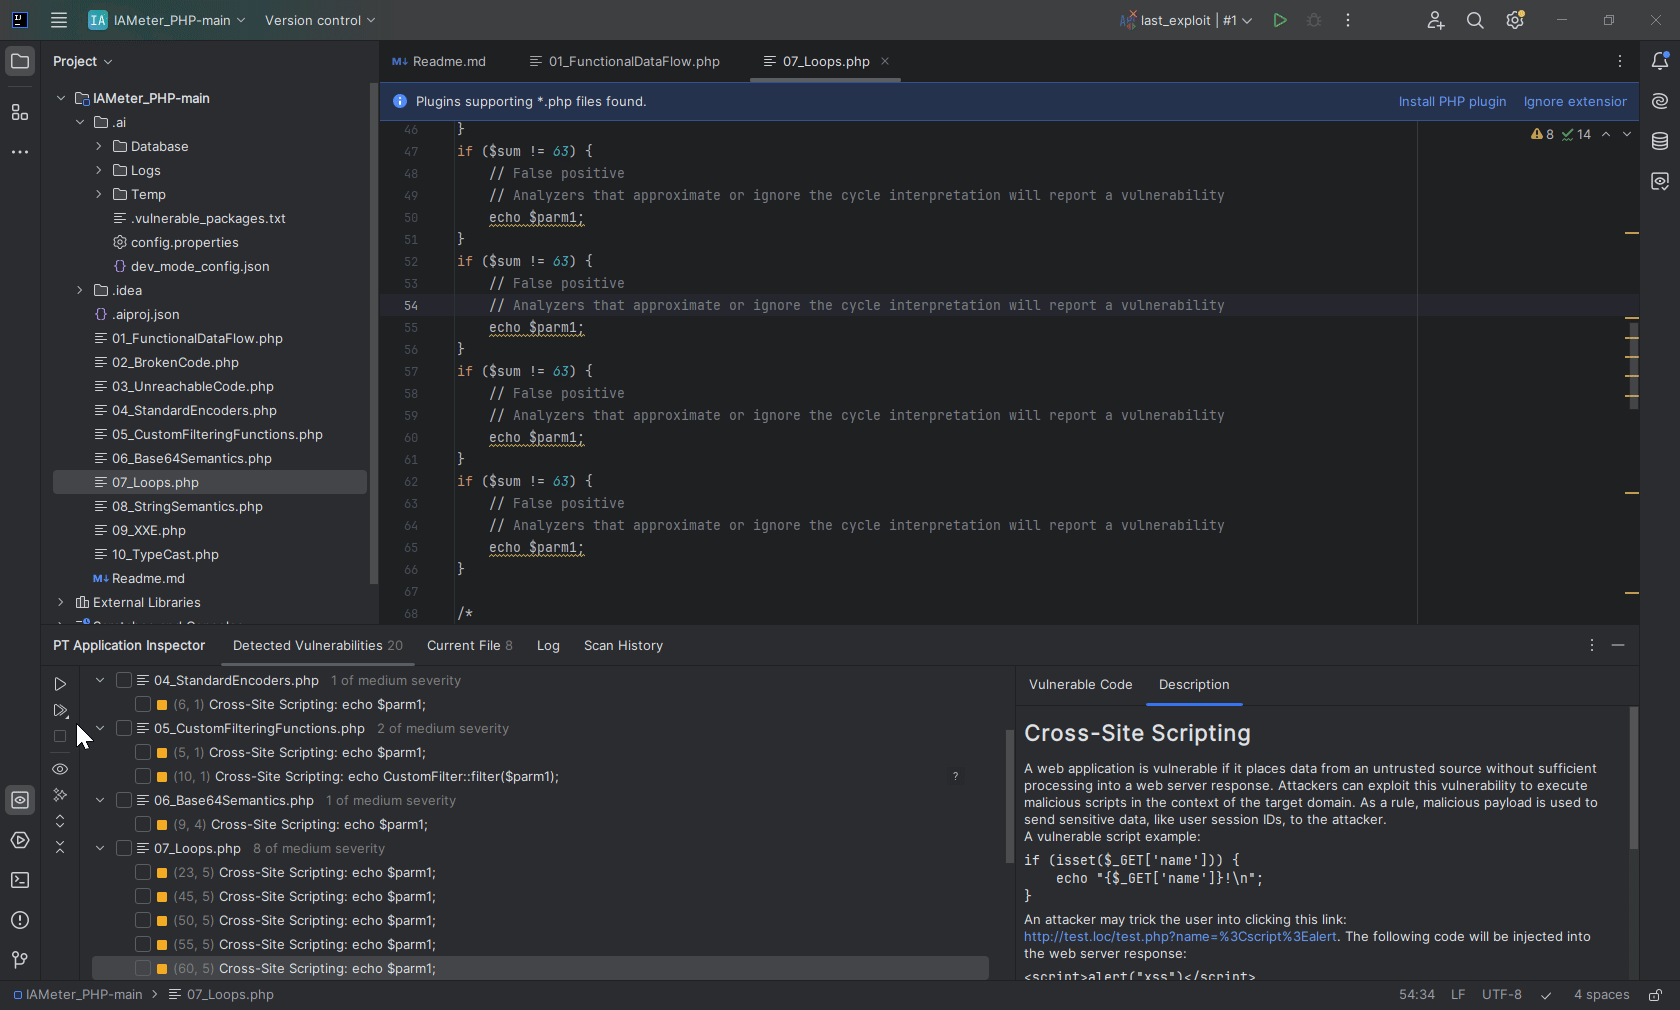 IA IAMeter_PHP-main Version control last_exploit | #1
Project
IAMeter_PHP-main
.ai
Database
Logs
Temp
.vulnerable_packages.txt
config.properties
dev_mode_config.json
.idea
.aiproj.json
01_FunctionalDataFlow.php
02_BrokenCode.php
03_UnreachableCode.php
04_StandardEncoders.php
05_CustomFilteringFunctions.php
06_Base64Semantics.php
07_Loops.php
08_StringSemantics.php
09_XXE.php
10_TypeCast.php
M↓ Readme.md
External Libraries
M↓ Readme.md 01_FunctionalDataFlow.php 07_Loops.php
Plugins supporting *.php files found. Install PHP plugin Ignore extensior
8 14
46 }
47 if ($sum != 63) {
48 // False positive
49 // Analyzers that approximate or ignore the cycle interpretation will report a vulnerability
50 echo $parm1;
51 }
52 if ($sum != 63) {
53 // False positive
54 // Analyzers that approximate or ignore the cycle interpretation will report a vulnerability
55 echo $parm1;
56 }
57 if ($sum != 63) {
58 // False positive
59 // Analyzers that approximate or ignore the cycle interpretation will report a vulnerability
60 echo $parm1;
61 }
62 if ($sum != 63) {
63 // False positive
64 // Analyzers that approximate or ignore the cycle interpretation will report a vulnerability
65 echo $parm1;
66 }
67
68 /*
PT Application Inspector Detected Vulnerabilities 20 Current File 8 Log Scan History
04_StandardEncoders.php 1 of medium severity
(6, 1) Cross-Site Scripting: echo $parm1;
05_CustomFilteringFunctions.php 2 of medium severity
(5, 1) Cross-Site Scripting: echo $parm1;
(10, 1) Cross-Site Scripting: echo CustomFilter::filter($parm1); ?
06_Base64Semantics.php 1 of medium severity
(9, 4) Cross-Site Scripting: echo $parm1;
07_Loops.php 8 of medium severity
(23, 5) Cross-Site Scripting: echo $parm1;
(45, 5) Cross-Site Scripting: echo $parm1;
(50, 5) Cross-Site Scripting: echo $parm1;
(55, 5) Cross-Site Scripting: echo $parm1;
(60, 5) Cross-Site Scripting: echo $parm1;
Vulnerable Code Description
Cross-Site Scripting
A web application is vulnerable if it places data from an untrusted source without sufficient
processing into a web server response. Attackers can exploit this vulnerability to execute
malicious scripts in the context of the target domain. As a rule, malicious payload is used to
send sensitive data, like user session IDs, to the attacker.
A vulnerable script example:
if (isset($_GET['name'])) {
echo "{$_GET['name']}!\n";
}
An attacker may trick the user into clicking this link:
http://test.loc/test.php?name=%3Cscript%3Ealert. The following code will be injected into
the web server response:
<script>alert("xss")</script>
IAMeter_PHP-main > 07_Loops.php 54:34 LF UTF-8 4 spaces